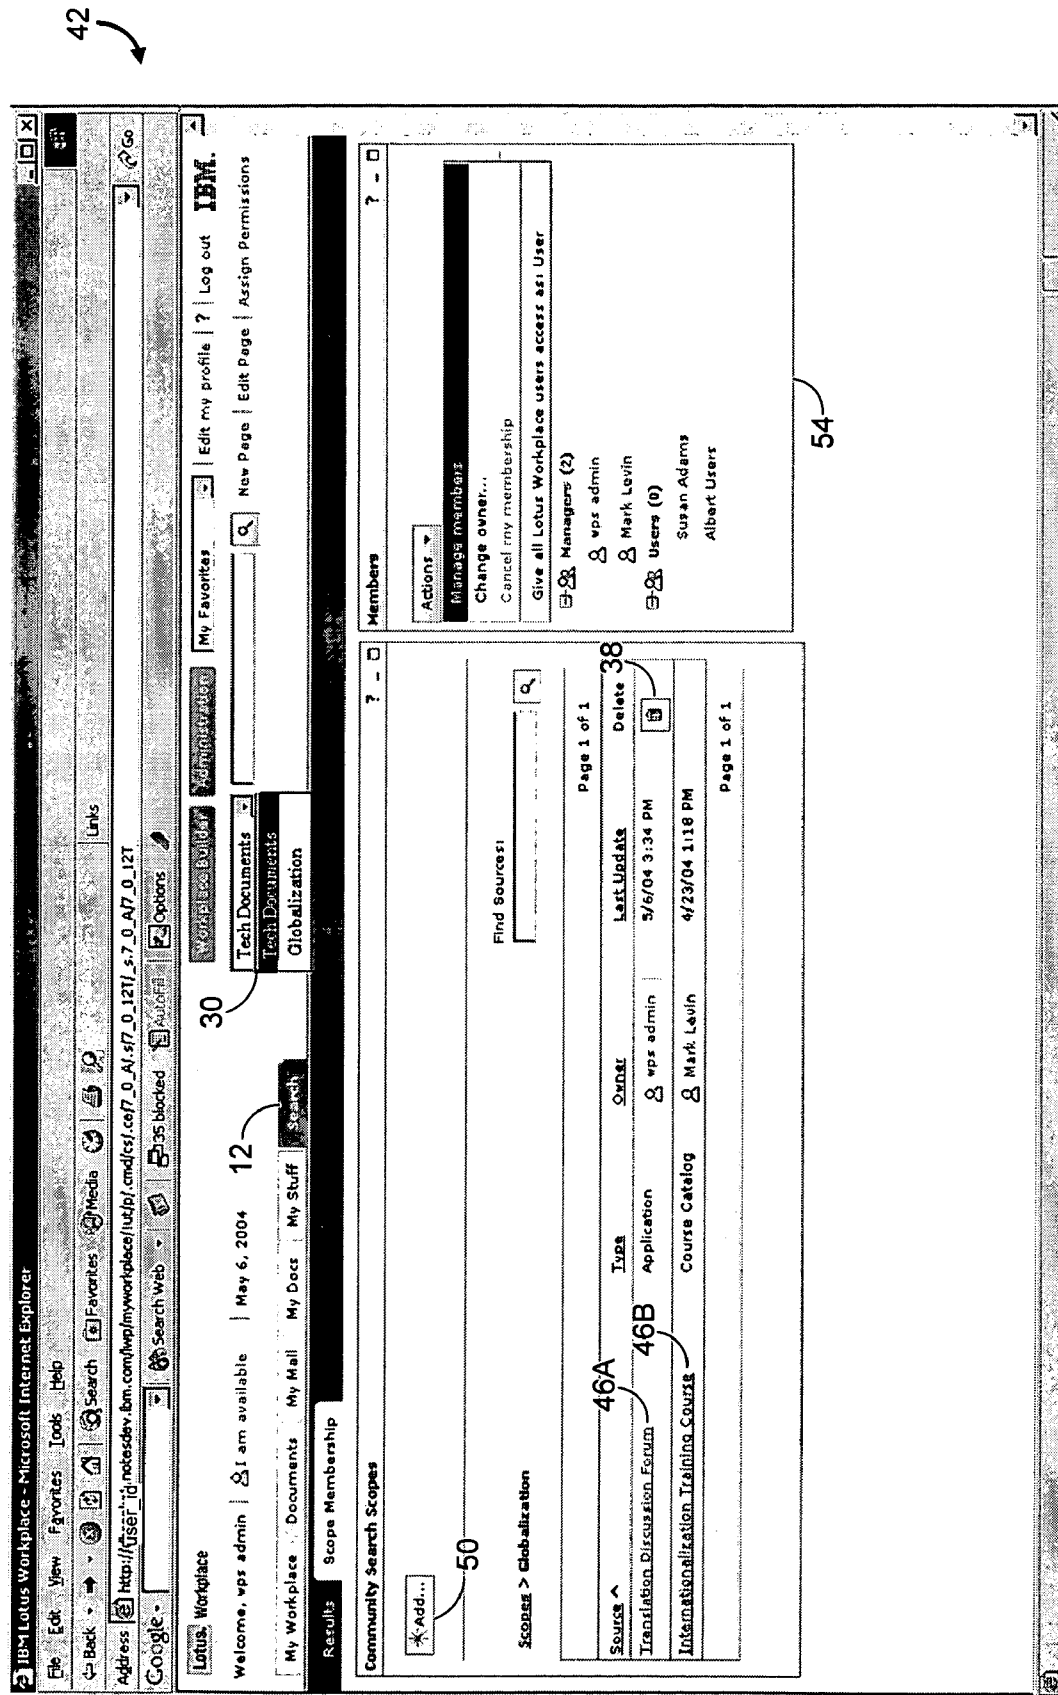 42
IBM Lotus Workplace - Microsoft Internet Explorer
File Edit View Favorites Tools Help
Back Search Favorites Media Links
Address http://{user_id}.notesdev.ibm.com/lwp/myworkplace/!ut/p/.cmd/cs/.ce/7_0_A/.s/7_0_12T/_s.7_0_A/7_0_12T Go
Google Search Web 35 blocked AutoFill Options
Lotus. Workplace Workplace Builder Administration My Favorites Edit my profile | ? | Log out IBM.
Welcome, wps admin | I am available | May 6, 2004
12
30
Tech Documents New Page | Edit Page | Assign Permissions
Tech Documents
Globalization
My Workplace Documents My Mail My Docs My Stuff Search
Results Scope Membership
Community Search Scopes ? - 
Members ? - 
Add...
50
Actions
Manage members
Change owner...
Cancel my membership
Give all Lotus Workplace users access as: User
Managers (2)
wps admin
Mark Levin
Users (0)
Susan Adams
Albert Users
54
Find Sources:
Scopes > Globalization
Page 1 of 1
Source ^ Type Owner Last Update Delete
46A
38
Translation Discussion Forum Application wps admin 5/6/04 3:34 PM
46B
Internationalization Training Course Course Catalog Mark Levin 4/23/04 1:18 PM
Page 1 of 1